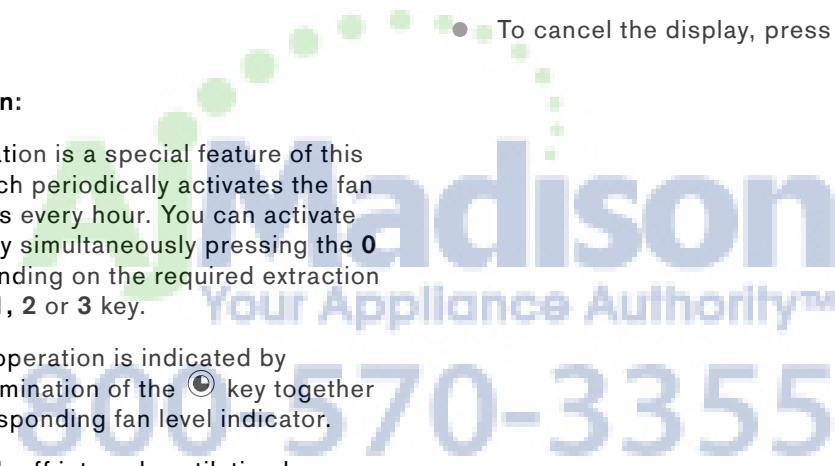 To cancel the display, press
n:
ation is a special feature of this
ch periodically activates the fan
s every hour. You can activate
y simultaneously pressing the 0
nding on the required extraction
1, 2 or 3 key.
operation is indicated by
mination of the key together
sponding fan level indicator.
AjMadison
Your Appliance Authority™
800-570-3355